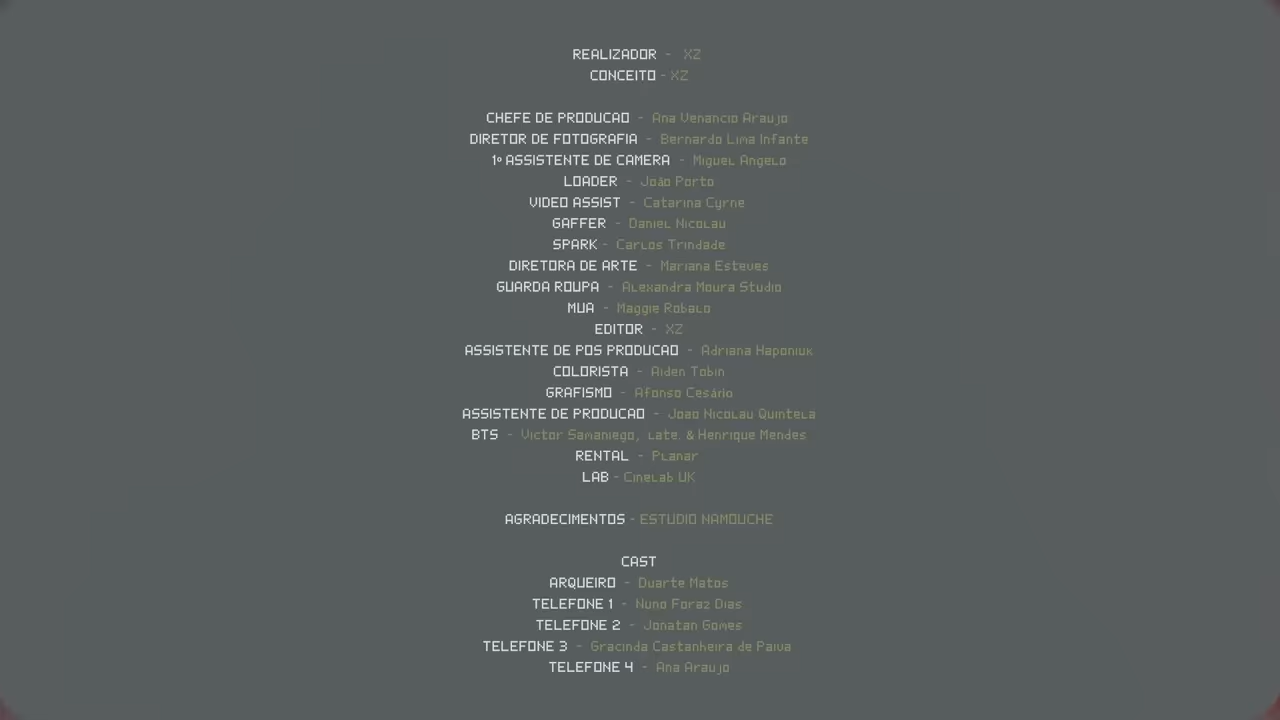 REALIZADOR - XZ
CONCEITO - XZ
CHEFE DE PRODUCAO - Ana Venancio Araujo
DIRETOR DE FOTOGRAFIA - Bernardo Lima Infante
1º ASSISTENTE DE CAMERA - Miguel Angelo
LOADER - João Porto
VIDEO ASSIST - Catarina Cyrne
GAFFER - Daniel Nicolau
SPARK - Carlos Trindade
DIRETORA DE ARTE - Mariana Esteves
GUARDA ROUPA - Alexandra Moura Studio
MUA - Maggie Robalo
EDITOR - XZ
ASSISTENTE DE POS PRODUCAO - Adriana Haponiuk
COLORISTA - Aiden Tobin
GRAFISMO - Afonso Cesário
ASSISTENTE DE PRODUCAO - Joao Nicolau Quintela
BTS - Victor Samaniego, Late. & Henrique Mendes
RENTAL - Planar
LAB - CineLab UK
AGRADECIMENTOS - ESTUDIO NAMOUCHE
CAST
ARQUEIRO - Duarte Matos
TELEFONE 1 - Nuno Foraz Dias
TELEFONE 2 - Jonatan Gomes
TELEFONE 3 - Gracinda Castanheira de Paiva
TELEFONE 4 - Ana Araujo